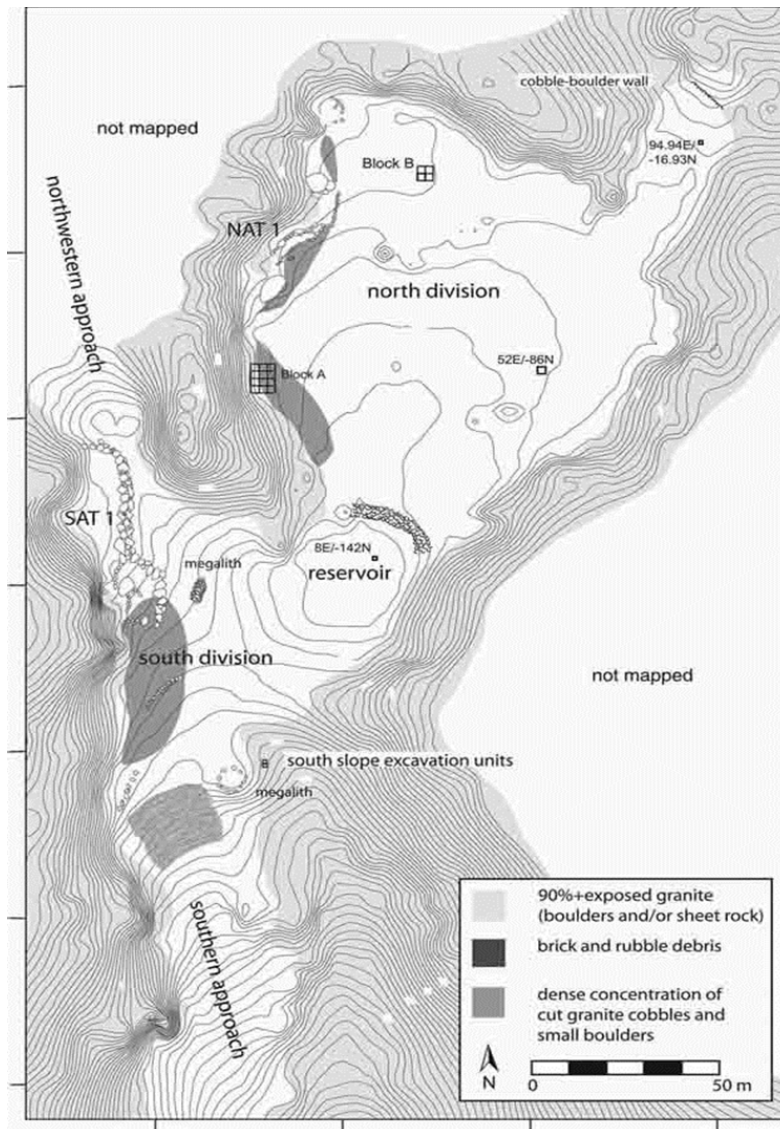 cobble-boulder wall
not mapped
94.94E/
-16.93N
Block B
northwestern approach
NAT 1
north division
52E/-86N
Block A
SAT 1
8E/-142N
megalith
reservoir
south division
not mapped
south slope excavation units
megalith
southern approach
90%+exposed granite
(boulders and/or sheet rock)
brick and rubble debris
dense concentration of
cut granite cobbles and
small boulders
N
0
50 m